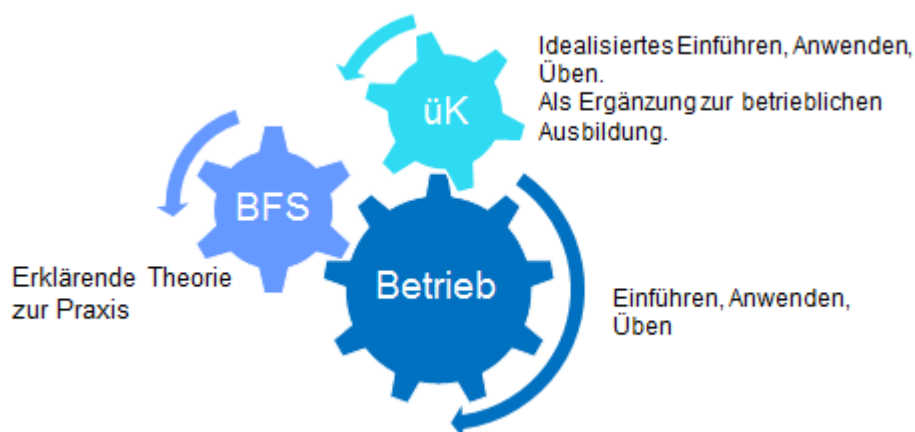 üK
Idealisiertes Einführen, Anwenden,
Üben.
Als Ergänzung zur betrieblichen
Ausbildung.
BFS
Erklärende Theorie
zur Praxis
Betrieb
Einführen, Anwenden,
Üben